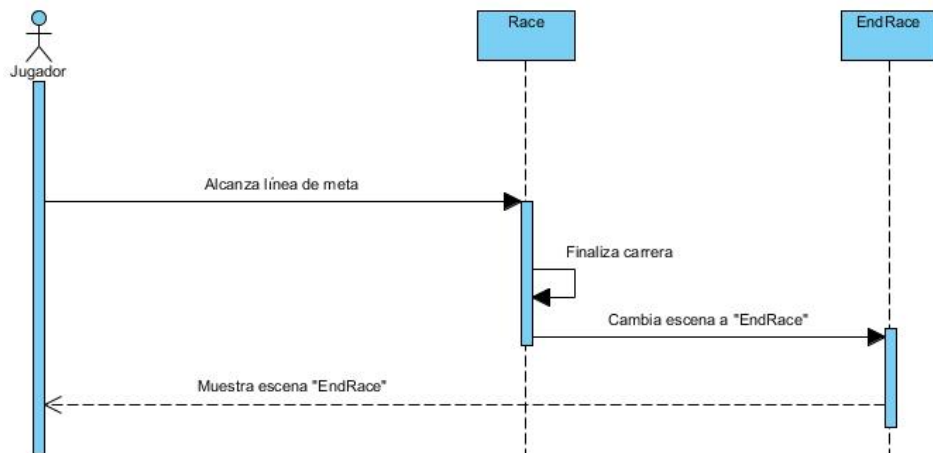 Race
EndRace
Jugador
Alcanza línea de meta
Finaliza carrera
Cambia escena a "EndRace"
Muestra escena "EndRace"